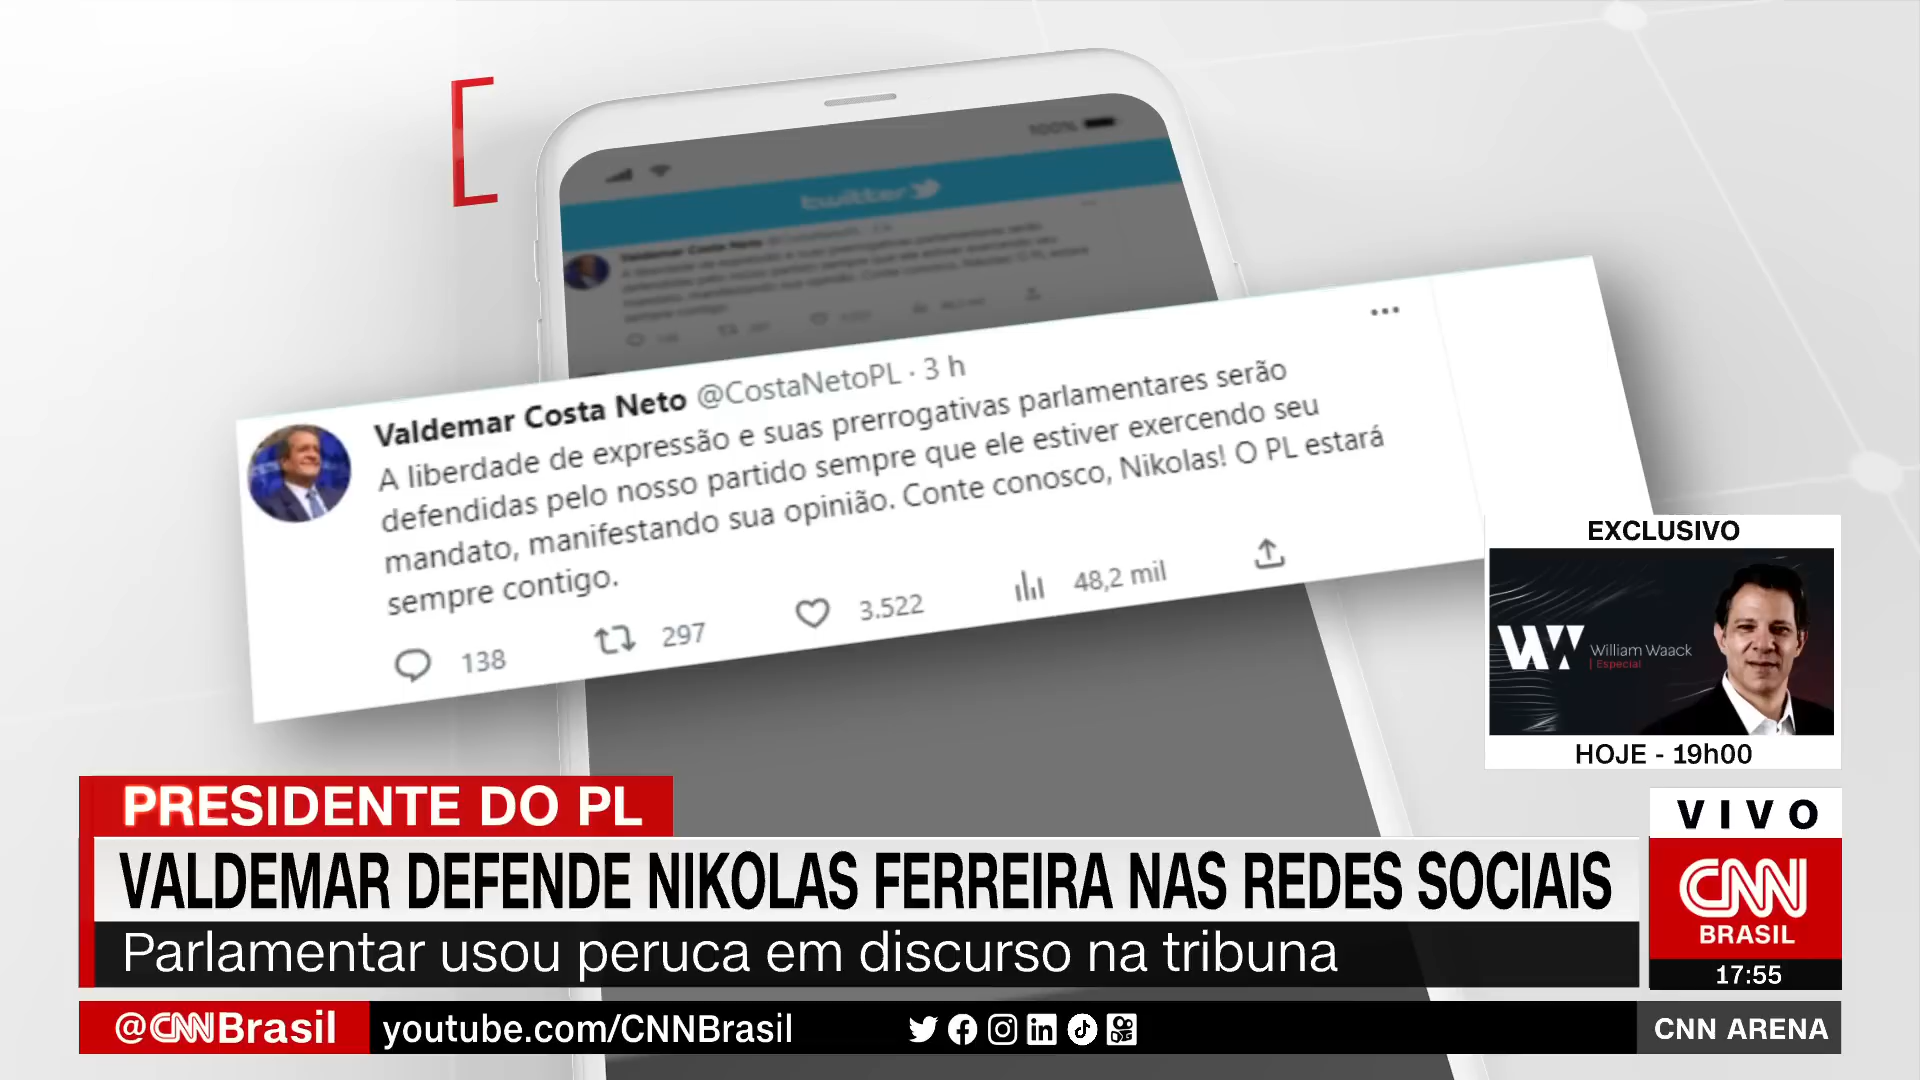 100%
twitter
Valdemar Costa Neto @CostaNetoPL · 3 h
A liberdade de expressão e suas prerrogativas parlamentares serão
defendidas pelo nosso partido sempre que ele estiver exercendo seu
mandato, manifestando sua opinião. Conte conosco, Nikolas! O PL estará
sempre contigo.
138 297 3.522 48,2 mil
EXCLUSIVO
WW William Waack
Especial
HOJE - 19h00
PRESIDENTE DO PL
VALDEMAR DEFENDE NIKOLAS FERREIRA NAS REDES SOCIAIS
Parlamentar usou peruca em discurso na tribuna
VIVO
CNN
BRASIL
17:55
@CNNBrasil youtube.com/CNNBrasil
CNN ARENA